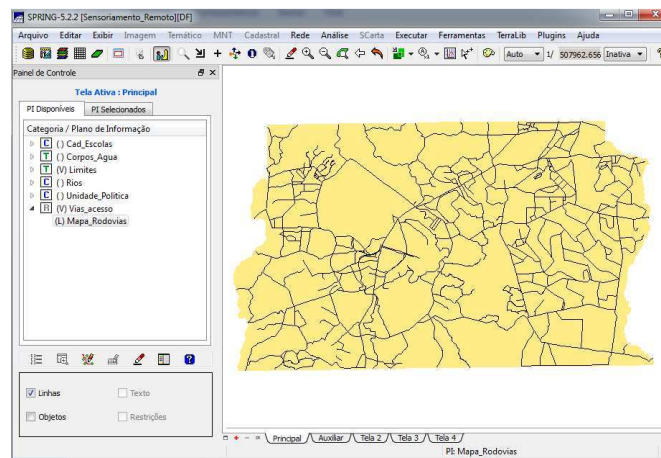 SPRING-5.2.2 [Sensoriamento_Remoto][DF]
Arquivo Editar Exibir Imagem Temático MNT Cadastral Rede Análise SCarta Executar Ferramentas TerraLib Plugins Ajuda
Auto 1/ 507962.656 Inativa
Painel de Controle
Tela Ativa : Principal
PI Disponíveis PI Selecionados
Categoria / Plano de Informação
C ( ) Cad_Escolas
T ( ) Corpos_Agua
T (V) Limites
C ( ) Rios
C ( ) Unidade_Politica
R (V) Vias_acesso
(L) Mapa_Rodovias
Linhas Texto
Objetos Restrições
Principal Auxiliar Tela 2 Tela 3 Tela 4
PI: Mapa_Rodovias